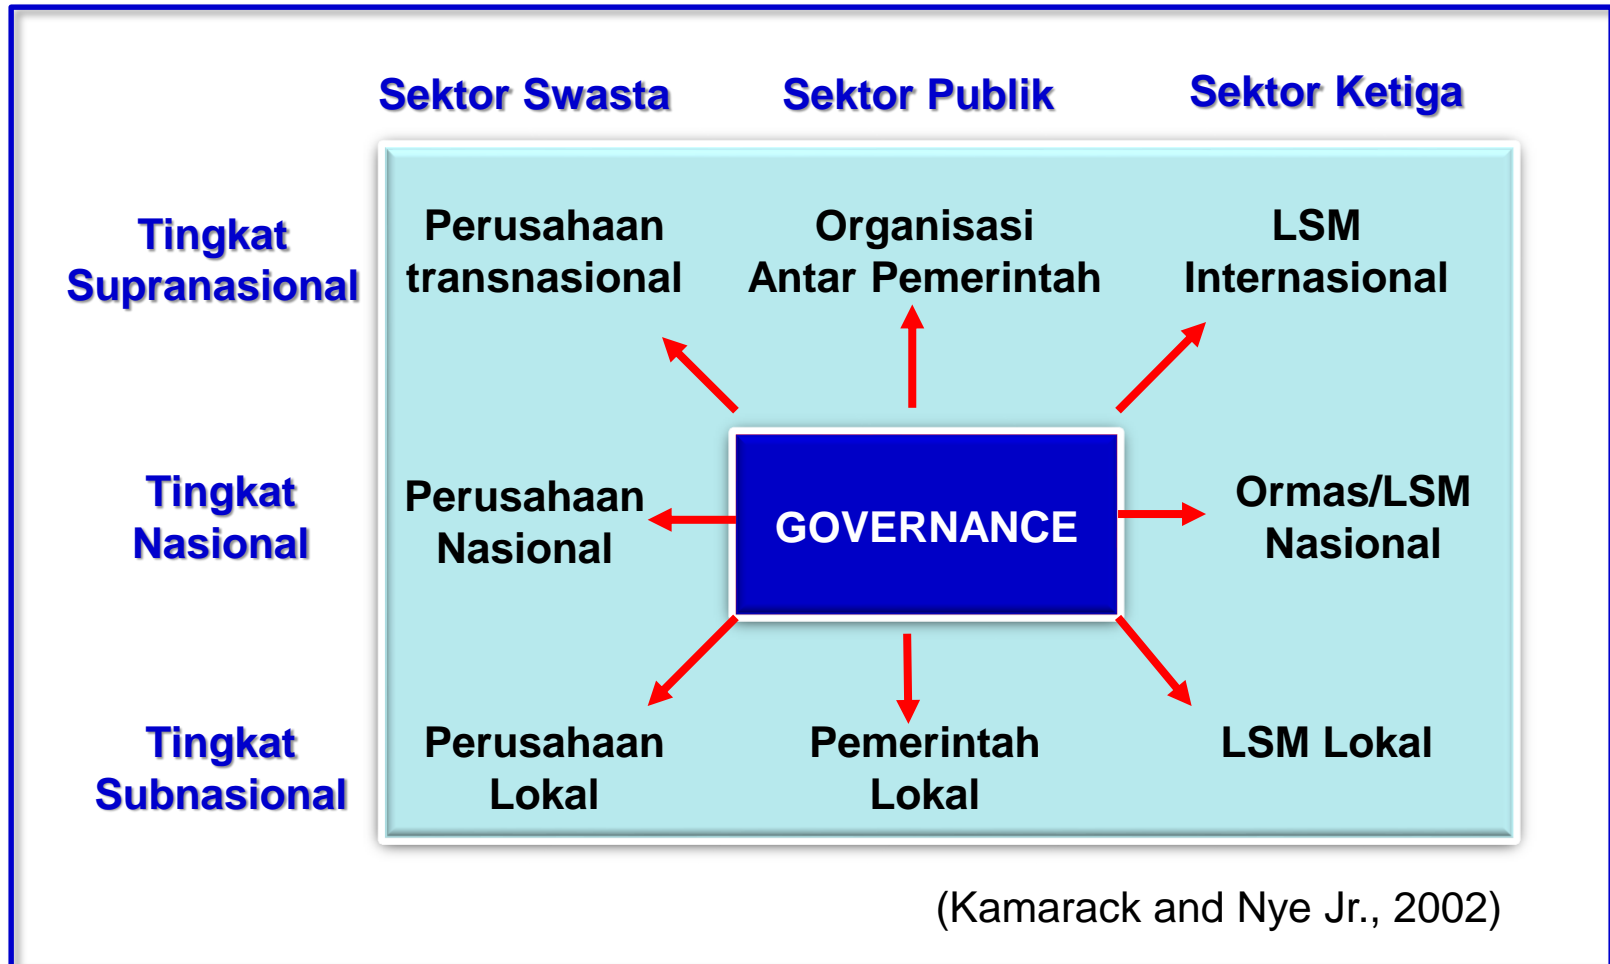 Sektor Swasta
Sektor Publik
Sektor Ketiga
Tingkat
Supranasional
Perusahaan
transnasional
Organisasi
Antar Pemerintah
LSM
Internasional
Tingkat
Nasional
Perusahaan
Nasional
GOVERNANCE
Ormas/LSM
Nasional
Tingkat
Subnasional
Perusahaan
Lokal
Pemerintah
Lokal
LSM Lokal
(Kamarack and Nye Jr., 2002)